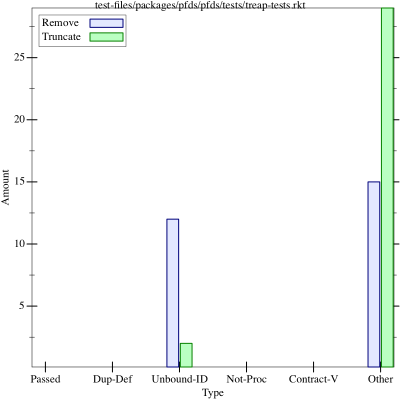 test-files/packages/pfds/pfds/tests/treap-tests.rkt
Remove
Truncate
25
20
15
10
5
Amount
Passed Dup-Def Unbound-ID Not-Proc Contract-V Other
Type